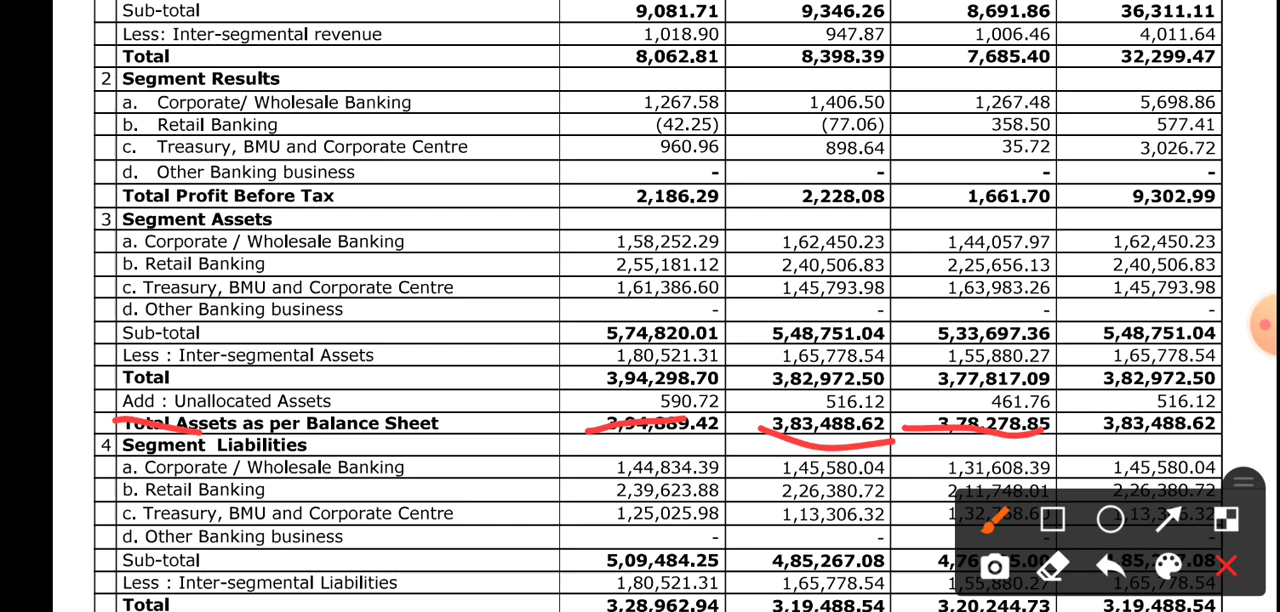 Sub-total 9,081.71 9,346.26 8,691.86 36,311.11
Less: Inter-segmental revenue 1,018.90 947.87 1,006.46 4,011.64
Total 8,062.81 8,398.39 7,685.40 32,299.47
2 Segment Results
a. Corporate/ Wholesale Banking 1,267.58 1,406.50 1,267.48 5,698.86
b. Retail Banking (42.25) (77.06) 358.50 577.41
c. Treasury, BMU and Corporate Centre 960.96 898.64 35.72 3,026.72
d. Other Banking business - - - -
Total Profit Before Tax 2,186.29 2,228.08 1,661.70 9,302.99
3 Segment Assets
a. Corporate / Wholesale Banking 1,58,252.29 1,62,450.23 1,44,057.97 1,62,450.23
b. Retail Banking 2,55,181.12 2,40,506.83 2,25,656.13 2,40,506.83
c. Treasury, BMU and Corporate Centre 1,61,386.60 1,45,793.98 1,63,983.26 1,45,793.98
d. Other Banking business - - - -
Sub-total 5,74,820.01 5,48,751.04 5,33,697.36 5,48,751.04
Less : Inter-segmental Assets 1,80,521.31 1,65,778.54 1,55,880.27 1,65,778.54
Total 3,94,298.70 3,82,972.50 3,77,817.09 3,82,972.50
Add : Unallocated Assets 590.72 516.12 461.76 516.12
Total Assets as per Balance Sheet 3,94,889.42 3,83,488.62 3,78,278.85 3,83,488.62
4 Segment Liabilities
a. Corporate / Wholesale Banking 1,44,834.39 1,45,580.04 1,31,608.39 1,45,580.04
b. Retail Banking 2,39,623.88 2,26,380.72 2,11,748.01 2,26,380.72
c. Treasury, BMU and Corporate Centre 1,25,025.98 1,13,306.32
d. Other Banking business - -
Sub-total 5,09,484.25 4,85,267.08
Less : Inter-segmental Liabilities 1,80,521.31 1,65,778.54 1,55,880.27 1,65,778.54
Total 3,28,962.94 3,19,488.54 3,20,244.73 3,19,488.54